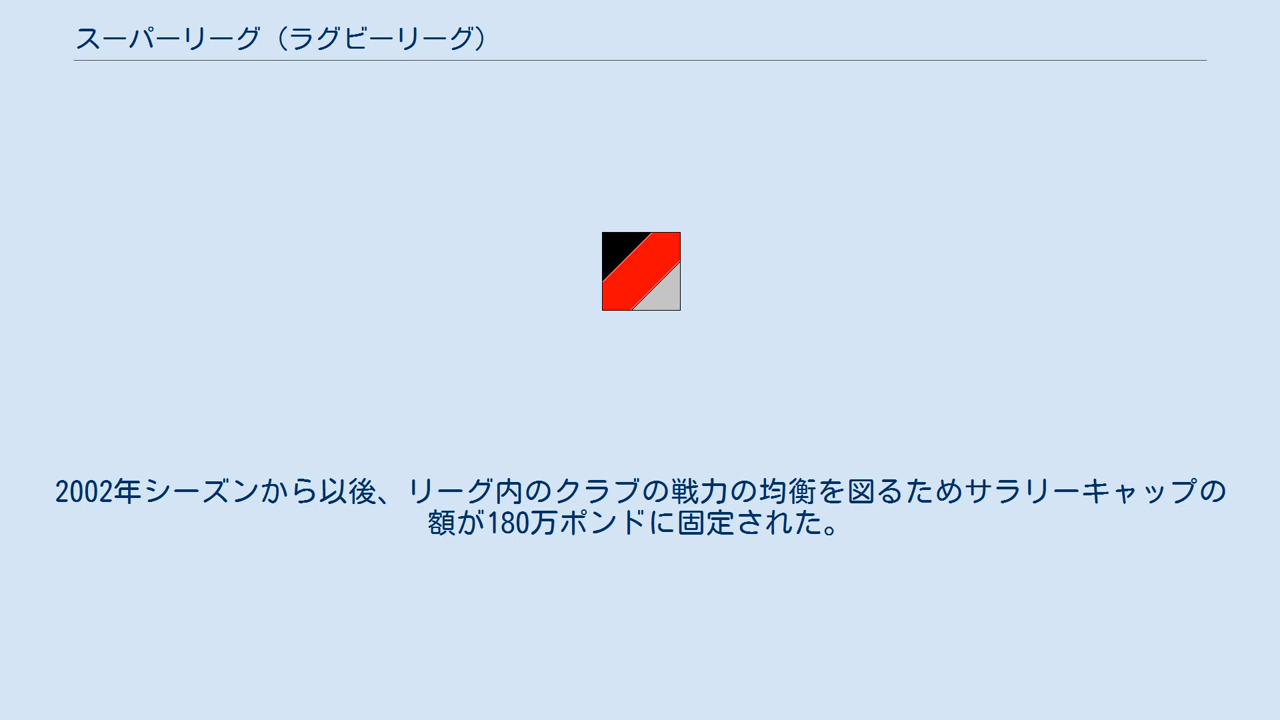 スーパーリーグ（ラグビーリーグ）
2002年シーズンから以後、リーグ内のクラブの戦力の均衡を図るためサラリーキャップの
額が180万ポンドに固定された。